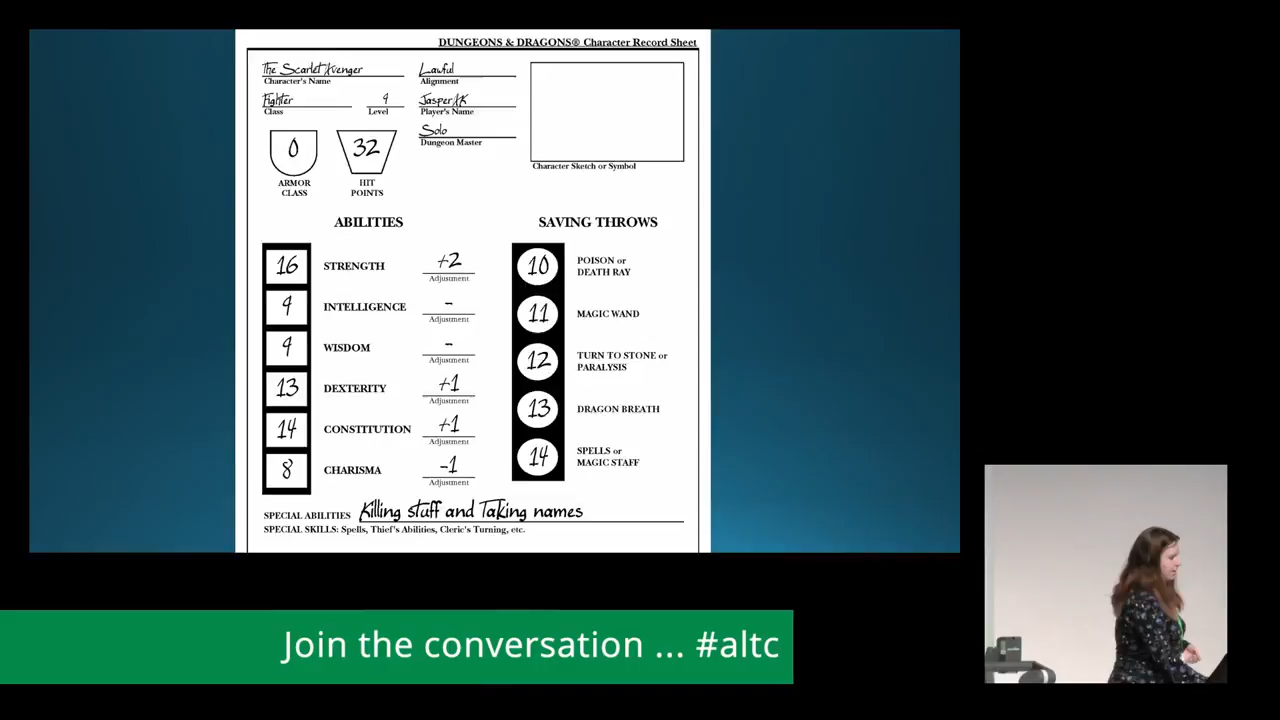 DUNGEONS & DRAGONS® Character Record Sheet
The Scarlet Avenger
Character's Name
Lawful
Alignment
Fighter
Class
4
Level
JasperAK
Player's Name
Solo
Dungeon Master
Character Sketch or Symbol
0
ARMOR
CLASS
32
HIT
POINTS
ABILITIES
16 STRENGTH +2
Adjustment
9 INTELLIGENCE -
Adjustment
9 WISDOM -
Adjustment
13 DEXTERITY +1
Adjustment
14 CONSTITUTION +1
Adjustment
8 CHARISMA -1
Adjustment
SAVING THROWS
10 POISON or
DEATH RAY
11 MAGIC WAND
12 TURN TO STONE or
PARALYSIS
13 DRAGON BREATH
14 SPELLS or
MAGIC STAFF
SPECIAL ABILITIES Killing stuff and Taking names
SPECIAL SKILLS: Spells, Thief's Abilities, Cleric's Turning, etc.
Join the conversation ... #altc